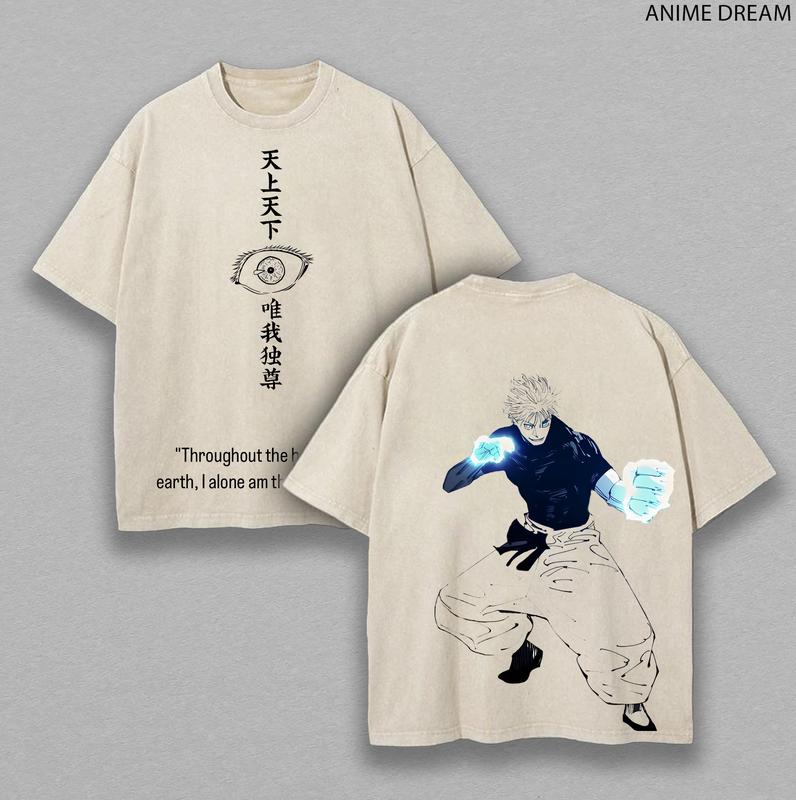 ANIME DREAM
天上天下
唯我独尊
"Throughout the
earth, I alone am